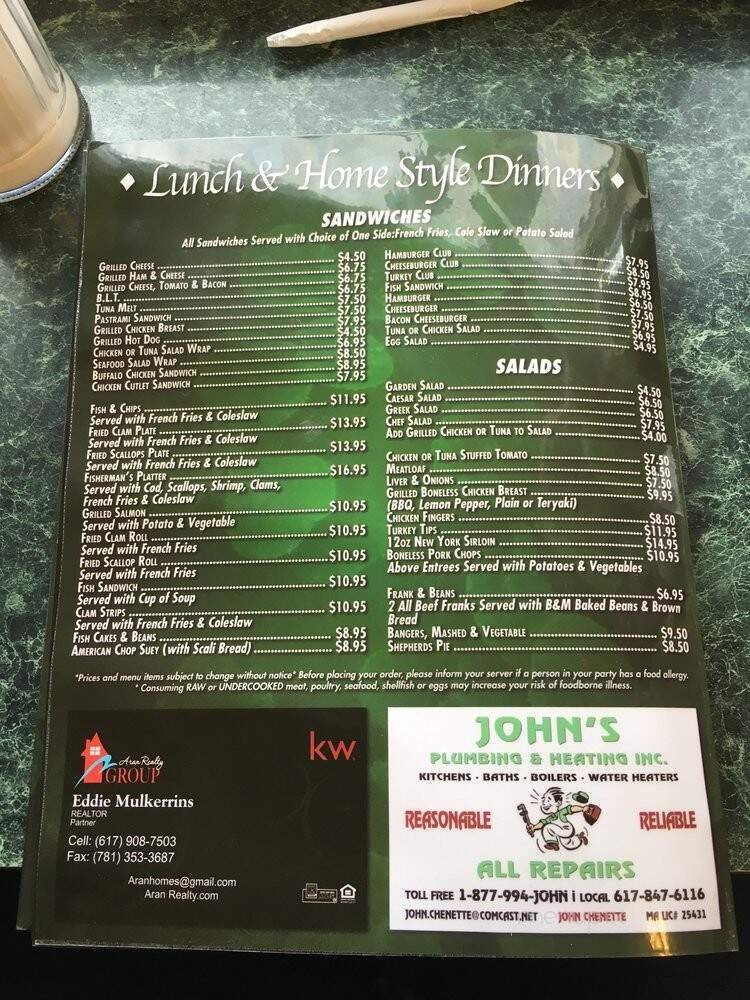 Lunch & Home Style Dinners
SANDWICHES
All Sandwiches Served with Choice of One Side:French Fries, Cole Slaw or Potato Salad
GRILLED CHEESE $4.50
GRILLED HAM & CHEESE $6.75
GRILLED CHEESE, TOMATO & BACON $6.75
B.L.T. $6.75
TUNA MELT $7.50
PASTRAMI SANDWICH $7.50
GRILLED CHICKEN BREAST $7.95
GRILLED HOT DOG $4.50
CHICKEN OR TUNA SALAD WRAP $6.95
SEAFOOD SALAD WRAP $8.50
BUFFALO CHICKEN SANDWICH $8.95
CHICKEN CUTLET SANDWICH $7.95
FISH & CHIPS $11.95
Served with French Fries & Coleslaw
FRIED CLAM PLATE $13.95
Served with French Fries & Coleslaw
FRIED SCALLOPS PLATE $13.95
Served with French Fries & Coleslaw
FISHERMAN'S PLATTER $16.95
Served with Cod, Scallops, Shrimp, Clams,
French Fries & Coleslaw
GRILLED SALMON $10.95
Served with Potato & Vegetable
FRIED CLAM ROLL $10.95
Served with French Fries
FRIED SCALLOP ROLL $10.95
Served with French Fries
FISH SANDWICH $10.95
Served with Cup of Soup
CLAM STRIPS $10.95
Served with French Fries & Coleslaw
FISH CAKES & BEANS $8.95
AMERICAN CHOP SUEY (with Scali Bread) $8.95
HAMBURGER CLUB $7.95
CHEESEBURGER CLUB $8.50
TURKEY CLUB $7.95
FISH SANDWICH $8.95
HAMBURGER $6.50
CHEESEBURGER $7.50
BACON CHEESEBURGER $7.95
TUNA OR CHICKEN SALAD $6.95
EGG SALAD $4.95
SALADS
GARDEN SALAD $4.50
CAESAR SALAD $6.50
GREEK SALAD $6.50
CHEF SALAD $7.95
ADD GRILLED CHICKEN OR TUNA TO SALAD $4.00
CHICKEN OR TUNA STUFFED TOMATO $7.50
MEATLOAF $8.50
LIVER & ONIONS $7.50
GRILLED BONELESS CHICKEN BREAST $9.95
(BBQ, Lemon Pepper, Plain or Teryaki)
CHICKEN FINGERS $8.50
TURKEY TIPS $11.95
12OZ NEW YORK SIRLOIN $14.95
BONELESS PORK CHOPS $10.95
Above Entrees Served with Potatoes & Vegetables
FRANK & BEANS $6.95
2 All Beef Franks Served with B&M Baked Beans & Brown
Bread
BANGERS, MASHED & VEGETABLE $9.50
SHEPHERDS PIE $8.50
*Prices and menu items subject to change without notice* Before placing your order, please inform your server if a person in your party has a food allergy.
* Consuming RAW or UNDERCOOKED meat, poultry, seafood, shellfish or eggs may increase your risk of foodborne illness.
Aran Realty
GROUP
kw
Eddie Mulkerrins
REALTOR
Partner
Cell: (617) 908-7503
Fax: (781) 353-3687
Aranhomes@gmail.com
Aran Realty.com
JOHN'S
PLUMBING & HEATING INC.
KITCHENS · BATHS · BOILERS · WATER HEATERS
REASONABLE
RELIABLE
ALL REPAIRS
TOLL FREE 1-877-994-JOHN | LOCAL 617-847-6116
JOHN.CHENETTE@COMCAST.NET JOHN CHENETTE MA LIC# 25431